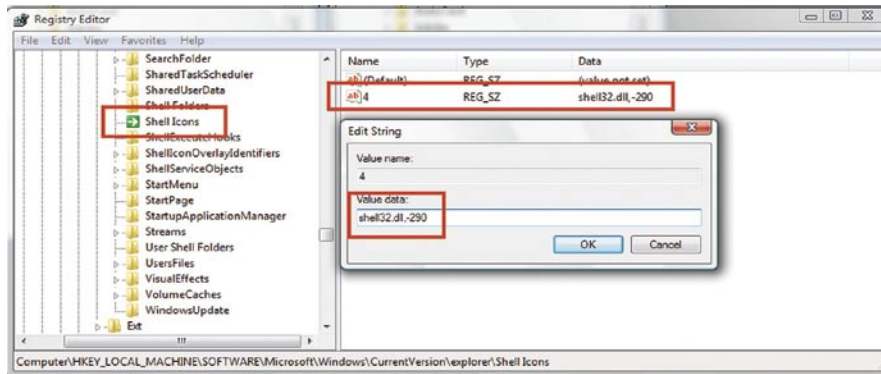 Registry Editor
File Edit View Favorites Help
SearchFolder
SharedTaskScheduler
SharedUserData
Shell Folders
Shell Icons
ShellExecuteHooks
ShellIconOverlayIdentifiers
ShellServiceObjects
StartMenu
StartPage
StartupApplicationManager
Streams
User Shell Folders
UsersFiles
VisualEffects
VolumeCaches
WindowsUpdate
Ext
Name Type Data
(Default) REG_SZ (value not set)
4 REG_SZ shell32.dll,-290
Edit String
Value name:
4
Value data:
shell32.dll,-290
OK Cancel
Computer\HKEY_LOCAL_MACHINE\SOFTWARE\Microsoft\Windows\CurrentVersion\explorer\Shell Icons